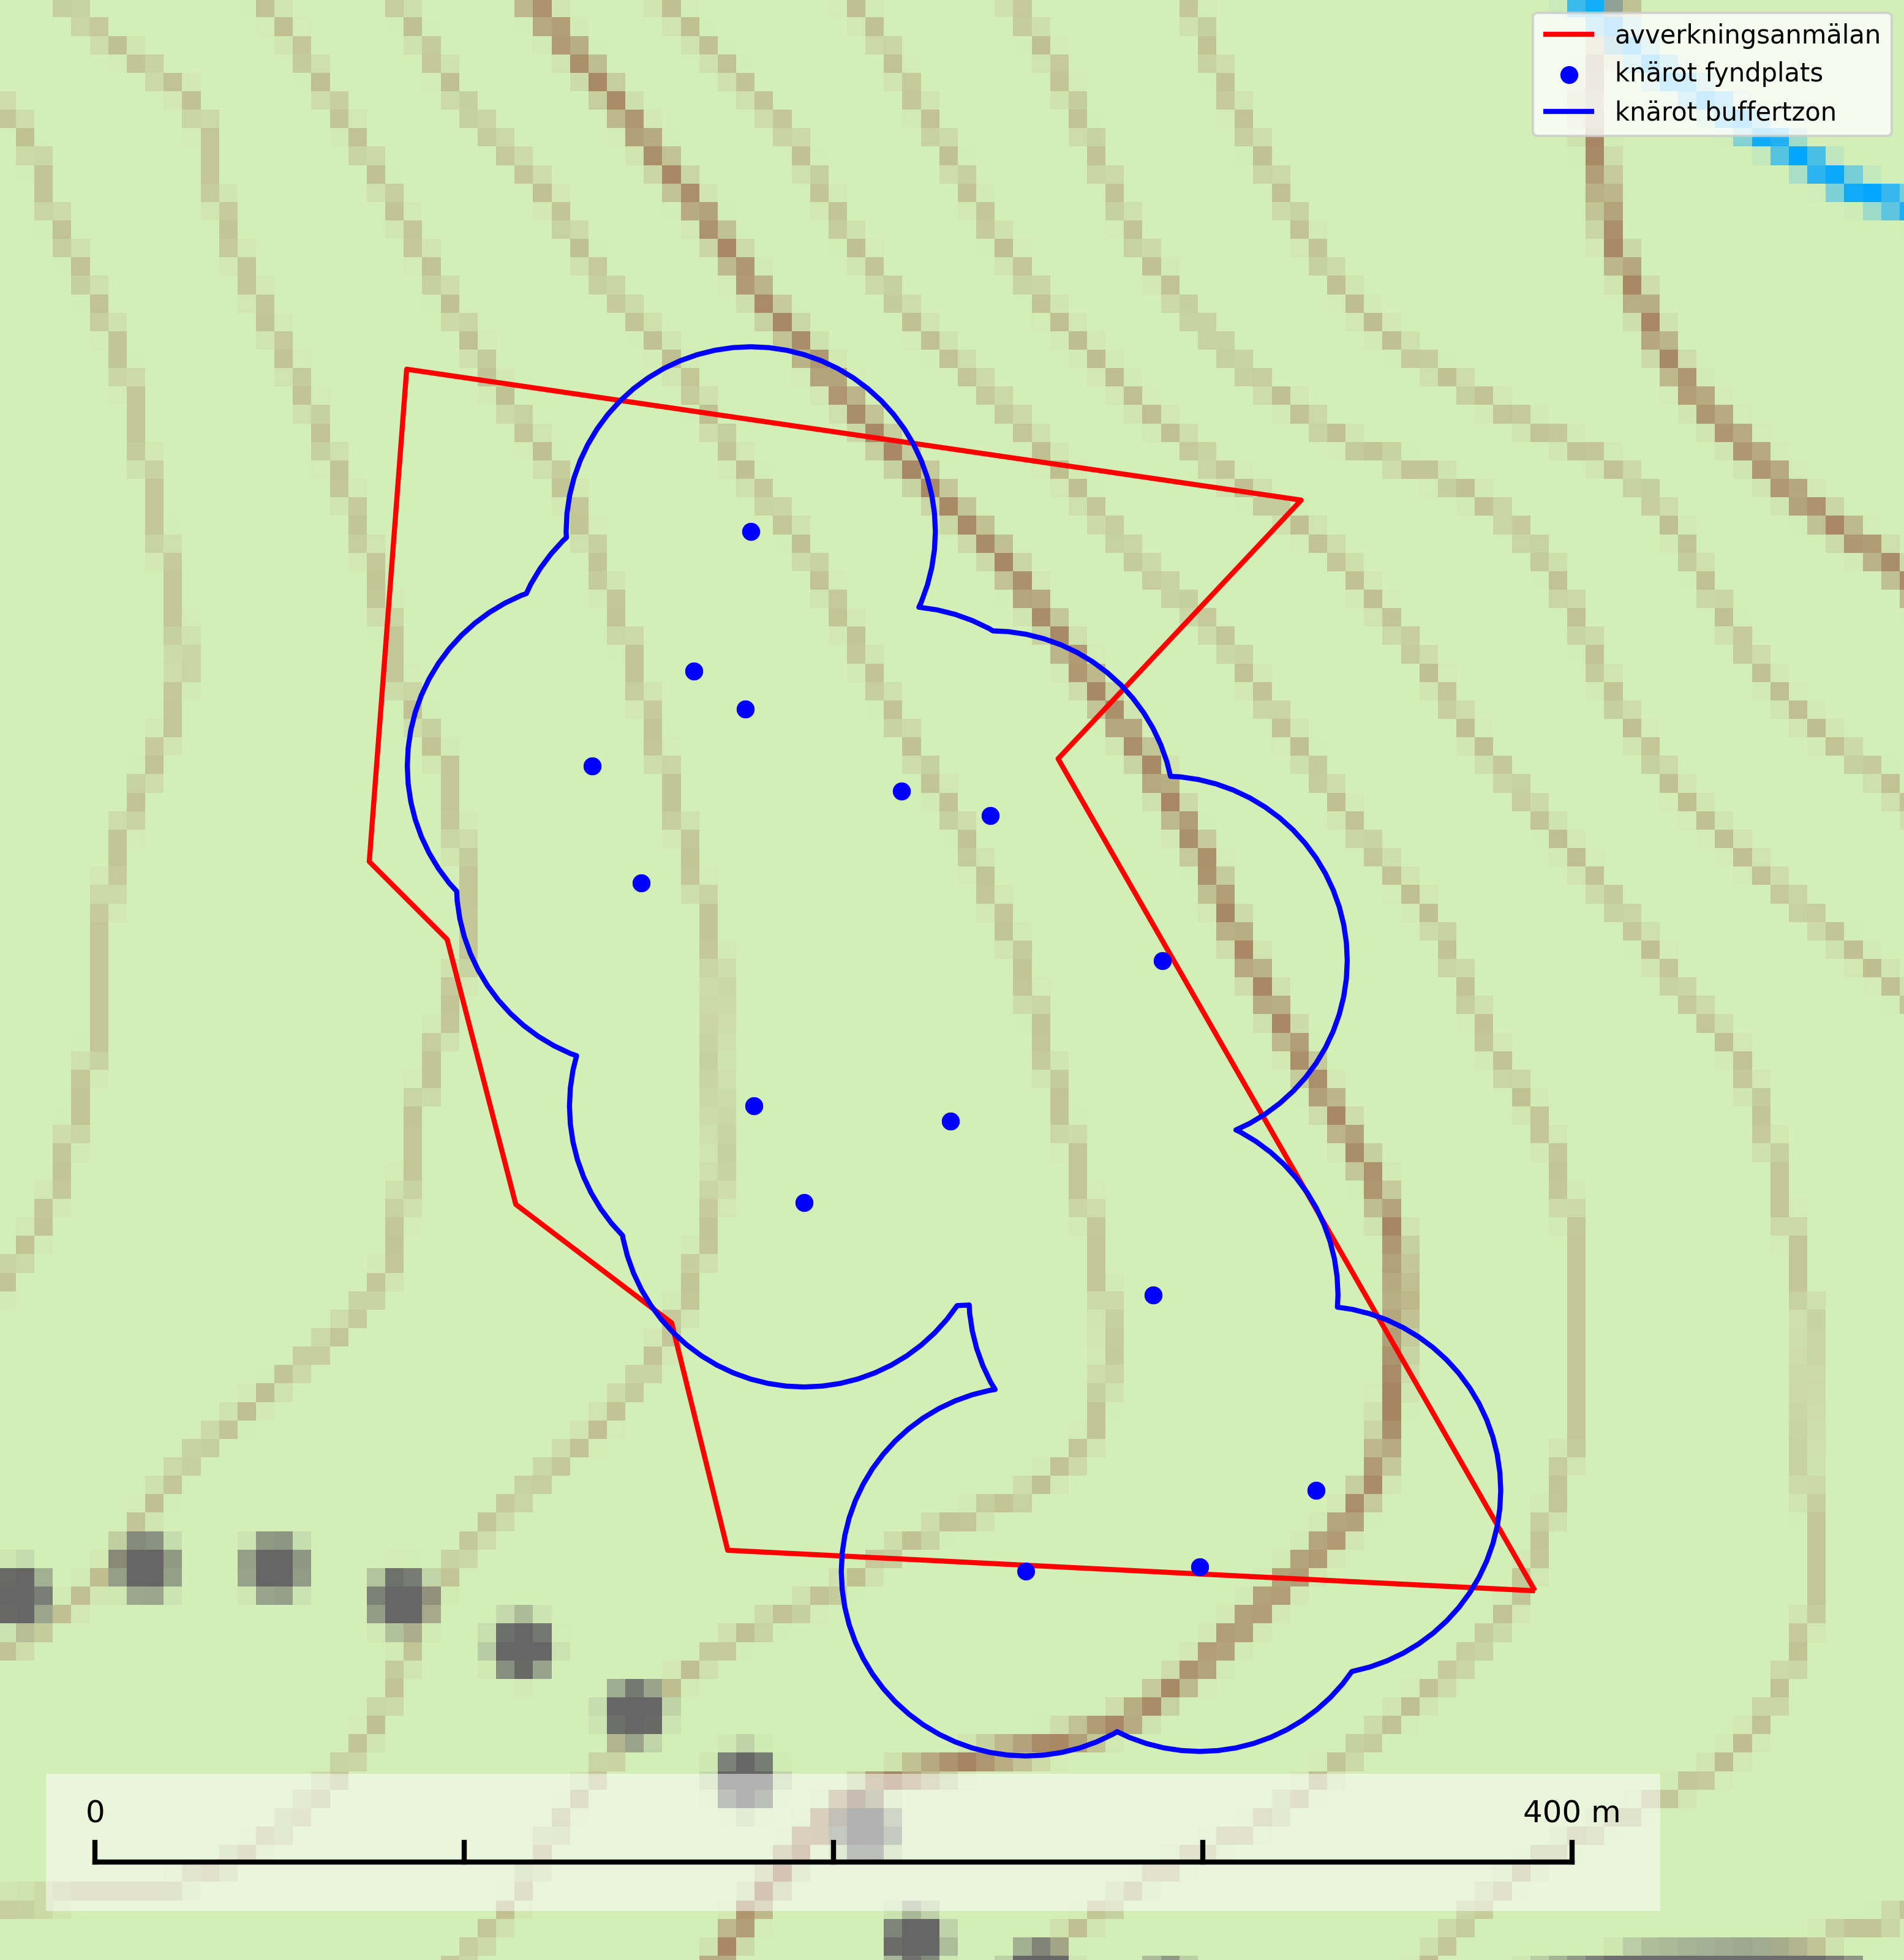 avverkningsanmälan
knärot fyndplats
knärot buffertzon
0
400 m